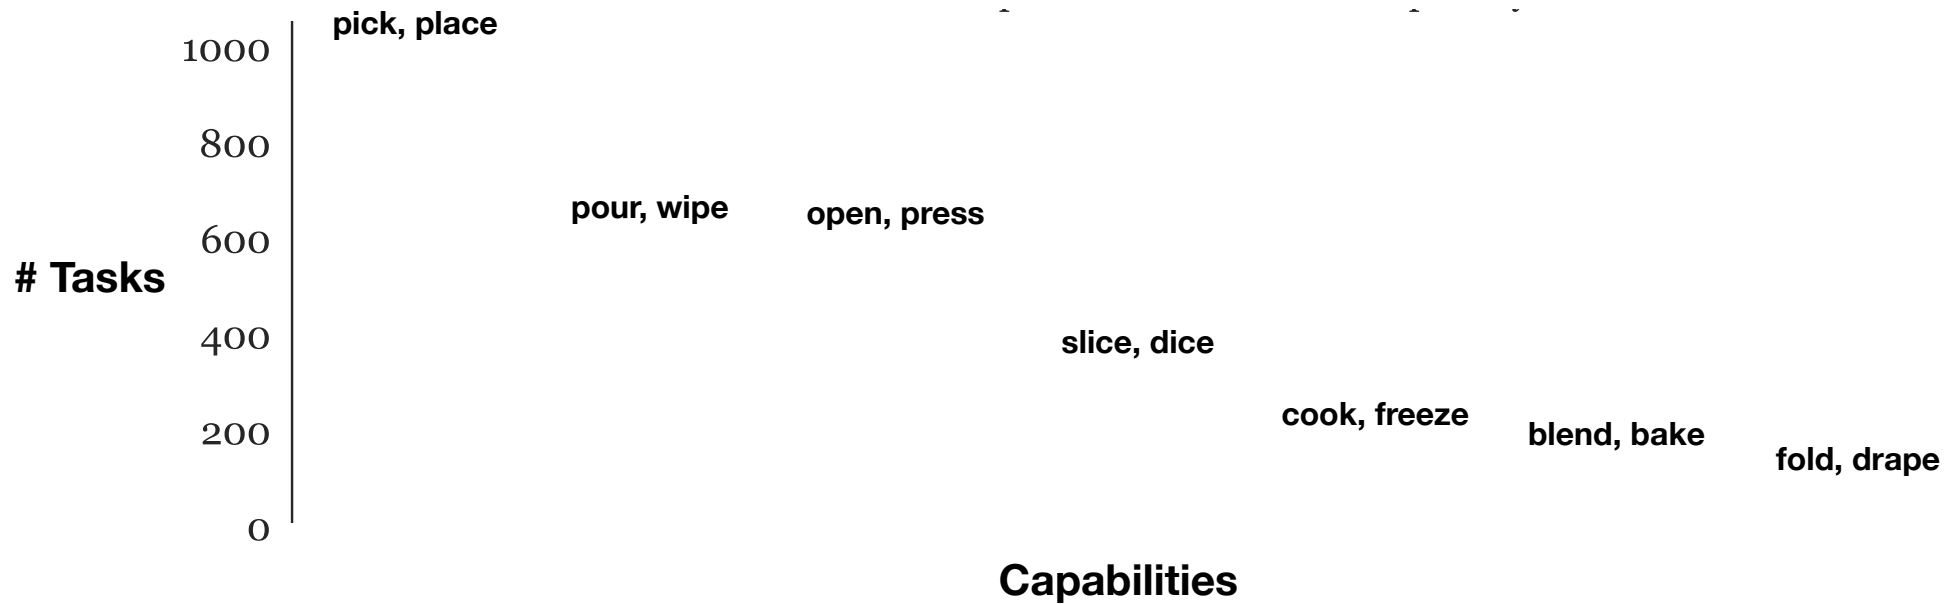 pick, place
1000
800
pour, wipe
open, press
600
# Tasks
400
slice, dice
cook, freeze
200
blend, bake
fold, drape
0
Capabilities